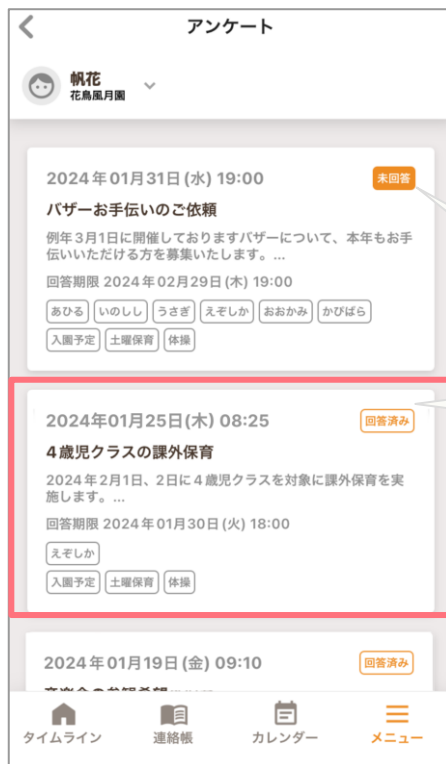 アンケート
帆花
花鳥風月園
2024年01月31日(水) 19:00
未回答
バザーお手伝いのご依頼
例年3月1日に開催しておりますバザーについて、本年もお手
伝いいただける方を募集いたします。...
回答期限 2024年02月29日(木) 19:00
あひる いのしし うさぎ えぞしか おおかみ かぴばら
入園予定 土曜保育 体操
2024年01月25日(木) 08:25
回答済み
4歳児クラスの課外保育
2024年2月1日、2日に4歳児クラスを対象に課外保育を実
施します。...
回答期限 2024年01月30日(火) 18:00
えぞしか
入園予定 土曜保育 体操
2024年01月19日(金) 09:10
回答済み
タイムライン 連絡帳 カレンダー メニュー